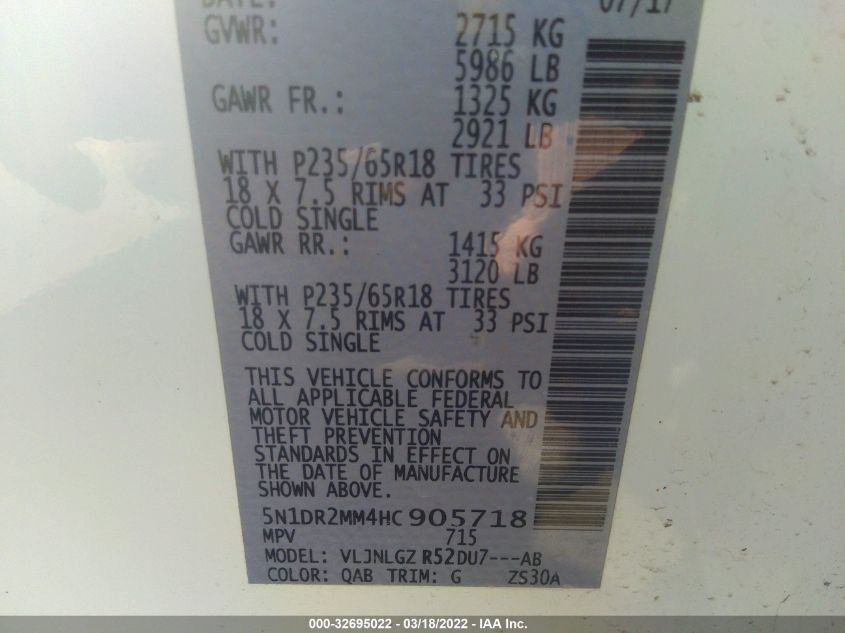 DATE: 07/17
GVWR: 2715 KG
5986 LB
GAWR FR.: 1325 KG
2921 LB
WITH P235/65R18 TIRES
18 X 7.5 RIMS AT 33 PSI
COLD SINGLE
GAWR RR.: 1415 KG
3120 LB
WITH P235/65R18 TIRES
18 X 7.5 RIMS AT 33 PSI
COLD SINGLE
THIS VEHICLE CONFORMS TO
ALL APPLICABLE FEDERAL
MOTOR VEHICLE SAFETY AND
THEFT PREVENTION
STANDARDS IN EFFECT ON
THE DATE OF MANUFACTURE
SHOWN ABOVE.
5N1DR2MM4HC905718
MPV 715
MODEL: VLJNLGZ R52DU7---AB
COLOR: QAB TRIM: G ZS30A
000-32695022 - 03/18/2022 - IAA Inc.